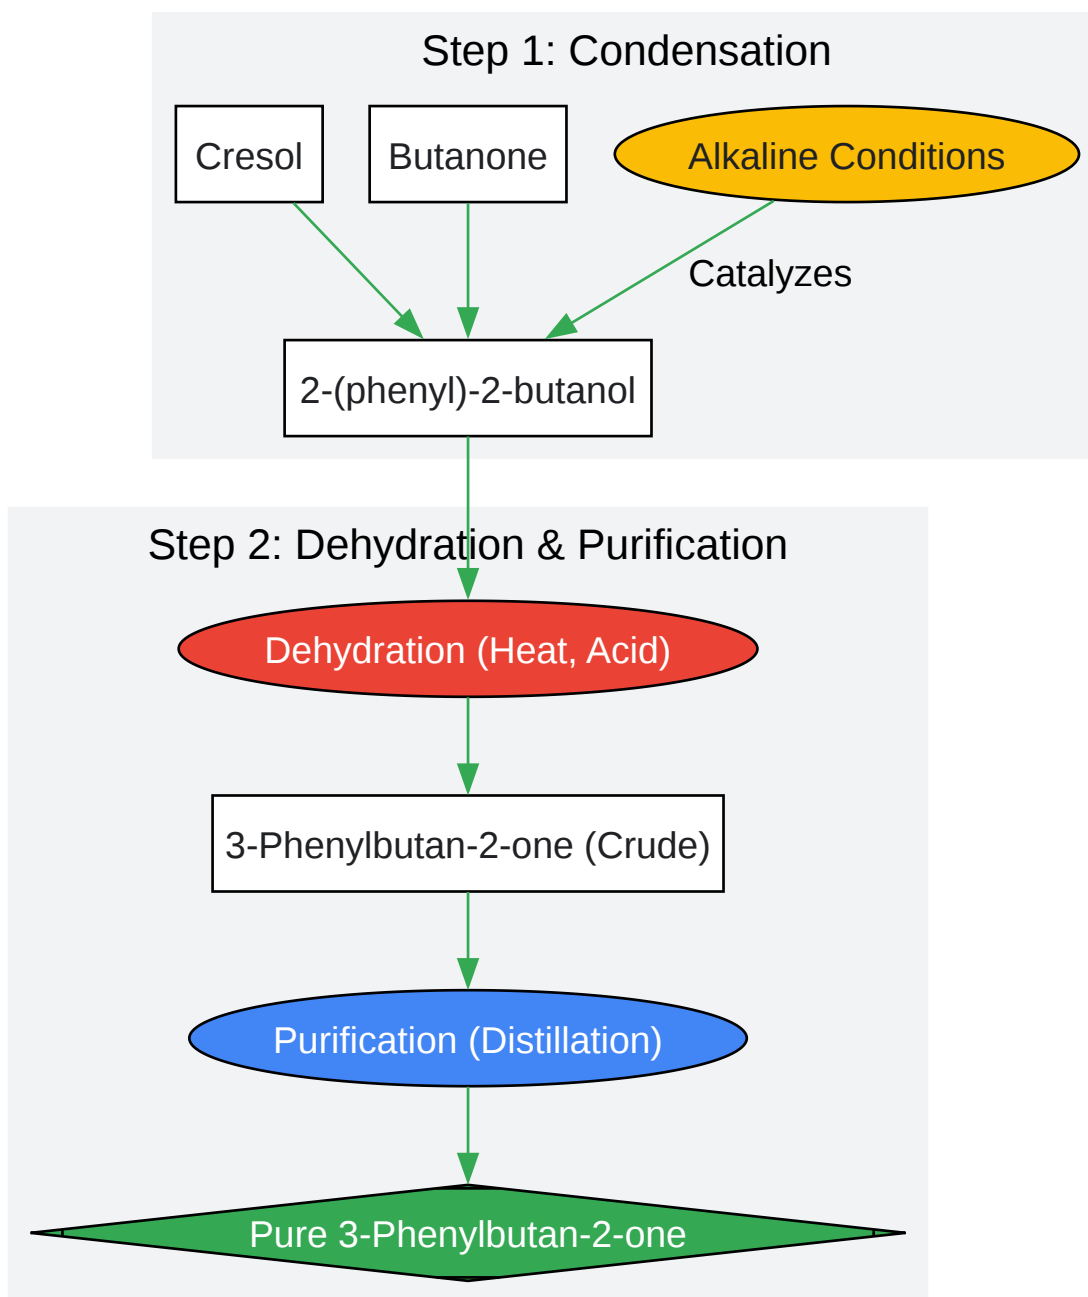 Step 1: Condensation
Cresol
Butanone
Alkaline Conditions
Catalyzes
2-(phenyl)-2-butanol
Step 2: Dehydration & Purification
Dehydration (Heat, Acid)
3-Phenylbutan-2-one (Crude)
Purification (Distillation)
Pure 3-Phenylbutan-2-one